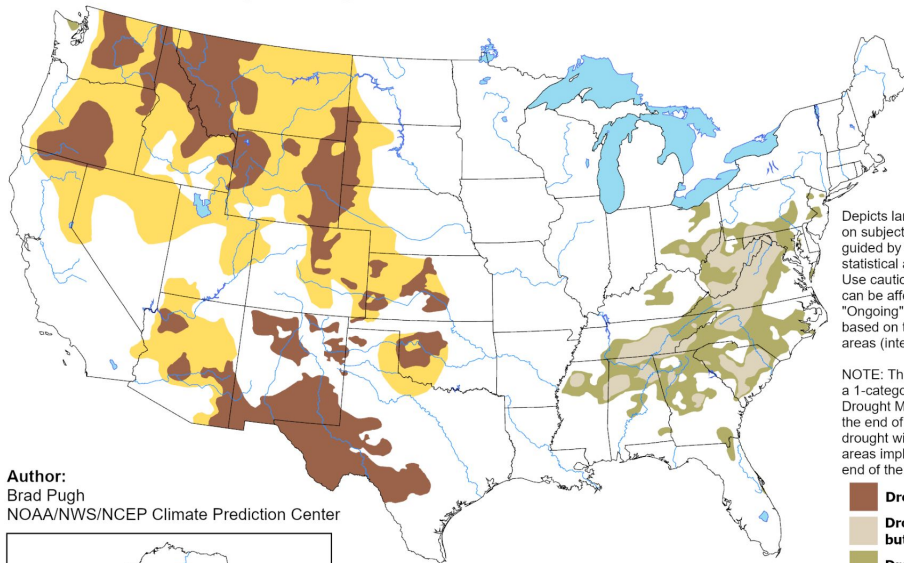 Depicts lar
on subject
guided by
statistical a
Use cautio
can be affe
"Ongoing"
based on t
areas (inte
NOTE: Th
a 1-catego
Drought M
the end of
drought wi
areas impl
end of the
Author:
Brad Pugh
NOAA/NWS/NCEP Climate Prediction Center
Dro
Dro
but